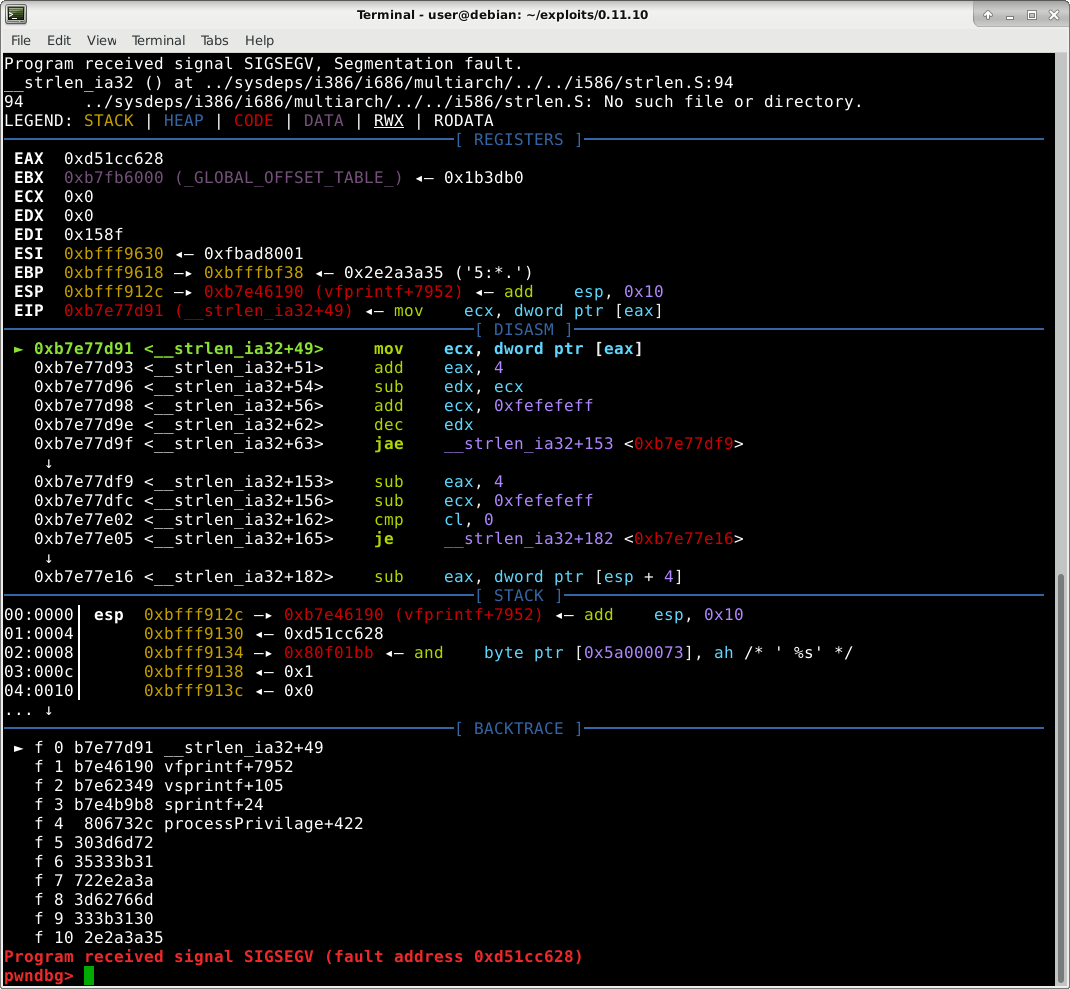 Terminal - user@debian: ~/exploits/0.11.10
File Edit View Terminal Tabs Help
Program received signal SIGSEGV, Segmentation fault.
__strlen_ia32 () at ../sysdeps/i386/i686/multiarch/../../i586/strlen.S:94
94      ../sysdeps/i386/i686/multiarch/../../i586/strlen.S: No such file or directory.
LEGEND: STACK | HEAP | CODE | DATA | RWX | RODATA
[ REGISTERS ]
EAX  0xd51cc628
EBX  0xb7fb6000 (_GLOBAL_OFFSET_TABLE_) ◂— 0x1b3db0
ECX  0x0
EDX  0x0
EDI  0x158f
ESI  0xbfff9630 ◂— 0xfbad8001
EBP  0xbfff9618 —▸ 0xbfffbf38 ◂— 0x2e2a3a35 ('5:*.')
ESP  0xbfff912c —▸ 0xb7e46190 (vfprintf+7952) ◂— add    esp, 0x10
EIP  0xb7e77d91 (__strlen_ia32+49) ◂— mov    ecx, dword ptr [eax]
[ DISASM ]
► 0xb7e77d91 <__strlen_ia32+49>     mov    ecx, dword ptr [eax]
0xb7e77d93 <__strlen_ia32+51>     add    eax, 4
0xb7e77d96 <__strlen_ia32+54>     sub    edx, ecx
0xb7e77d98 <__strlen_ia32+56>     add    ecx, 0xfefefeff
0xb7e77d9e <__strlen_ia32+62>     dec    edx
0xb7e77d9f <__strlen_ia32+63>     jae    __strlen_ia32+153 <0xb7e77df9>
↓
0xb7e77df9 <__strlen_ia32+153>    sub    eax, 4
0xb7e77dfc <__strlen_ia32+156>    sub    ecx, 0xfefefeff
0xb7e77e02 <__strlen_ia32+162>    cmp    cl, 0
0xb7e77e05 <__strlen_ia32+165>    je     __strlen_ia32+182 <0xb7e77e16>
↓
0xb7e77e16 <__strlen_ia32+182>    sub    eax, dword ptr [esp + 4]
[ STACK ]
00:0000│ esp  0xbfff912c —▸ 0xb7e46190 (vfprintf+7952) ◂— add    esp, 0x10
01:0004│      0xbfff9130 ◂— 0xd51cc628
02:0008│      0xbfff9134 —▸ 0x80f01bb ◂— and    byte ptr [0x5a000073], ah /* ' %s' */
03:000c│      0xbfff9138 ◂— 0x1
04:0010│      0xbfff913c ◂— 0x0
... ↓
[ BACKTRACE ]
► f 0 b7e77d91 __strlen_ia32+49
f 1 b7e46190 vfprintf+7952
f 2 b7e62349 vsprintf+105
f 3 b7e4b9b8 sprintf+24
f 4  806732c processPrivilage+422
f 5 303d6d72
f 6 35333b31
f 7 722e2a3a
f 8 3d62766d
f 9 333b3130
f 10 2e2a3a35
Program received signal SIGSEGV (fault address 0xd51cc628)
pwndbg>